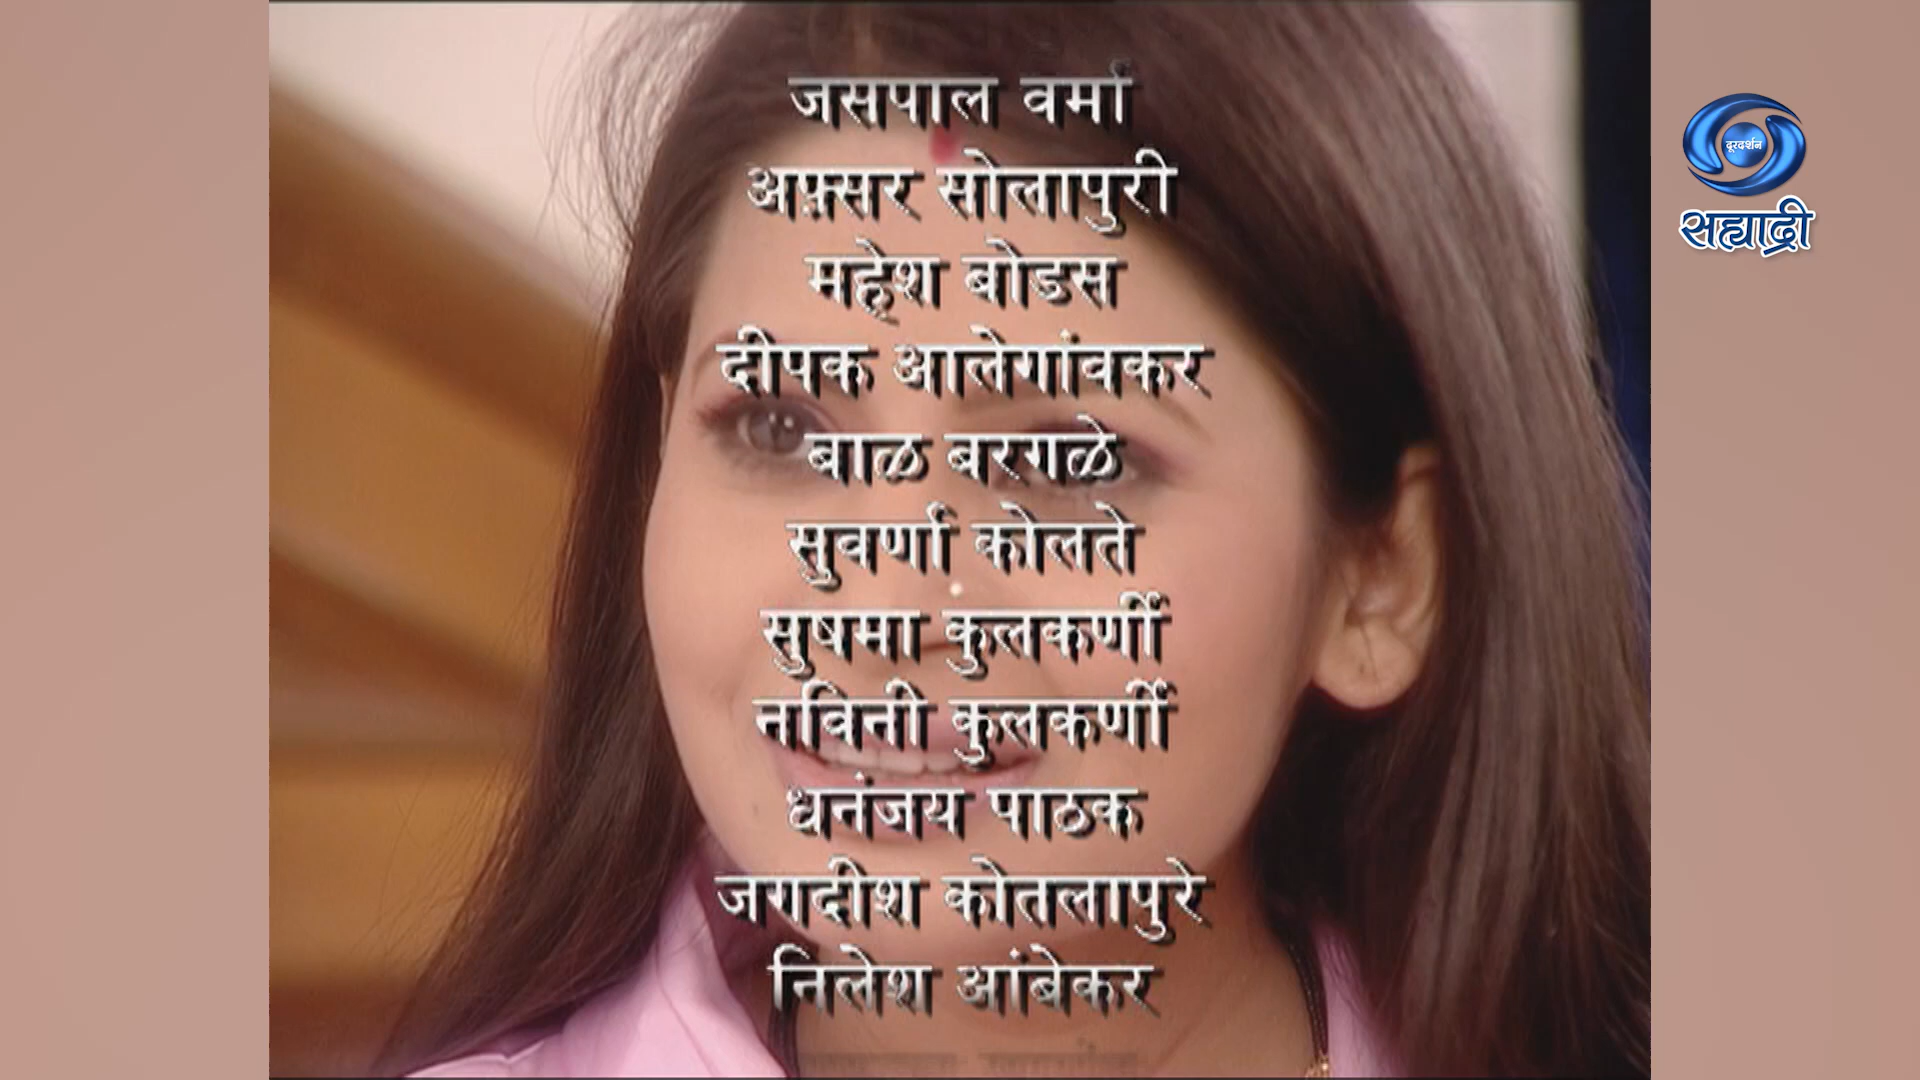 जसपाल वर्मा
अफ़्सर सोलापुरी
महेश बोडस
दीपक आलेगांवकर
बाळ बरगळे
सुवर्णा कोलते
सुषमा कुंलकर्णी
नविनी कुलकर्णी
धनंजय पाठक
जगदीश कोतलापुरे
निलेश आंबेकर
दूरदर्शन
सह्याद्री